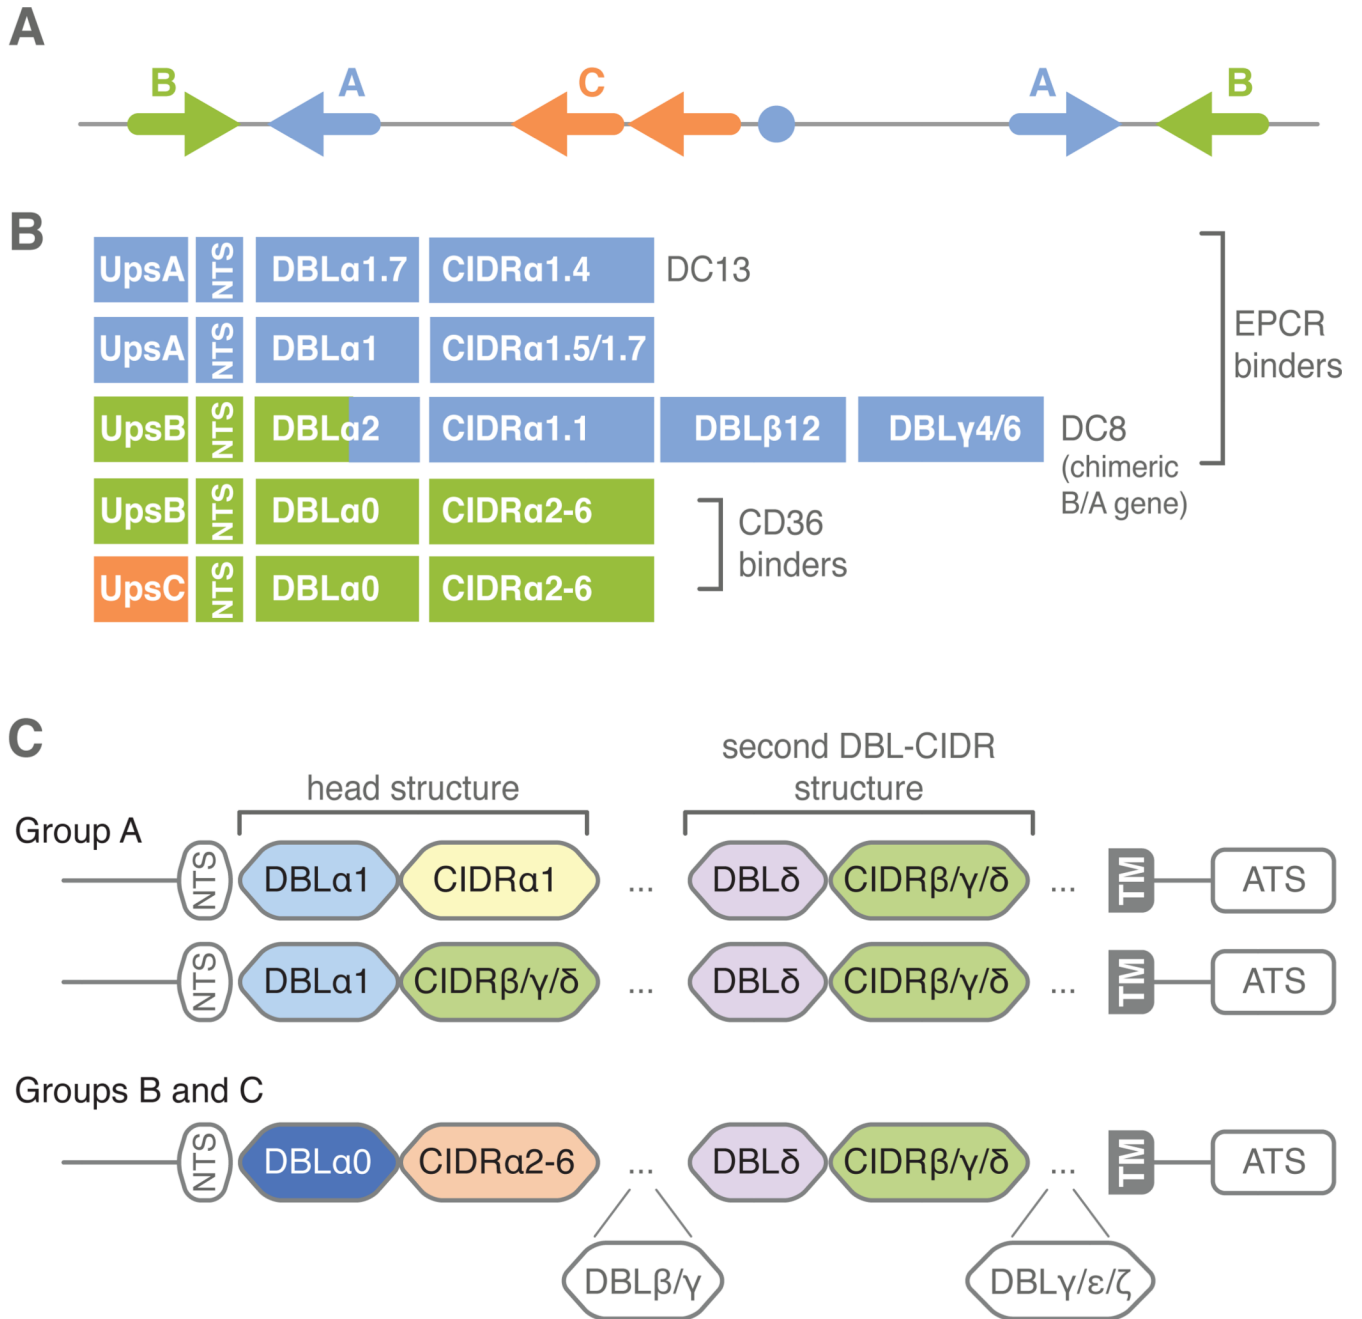 A
B A C A B
B
UpsA NTS DBLα1.7 CIDRα1.4 DC13
UpsA NTS DBLα1 CIDRα1.5/1.7
EPCR
binders
UpsB NTS DBLα2 CIDRα1.1 DBLβ12 DBLγ4/6 DC8
(chimeric
B/A gene)
UpsB NTS DBLα0 CIDRα2-6
CD36
binders
UpsC NTS DBLα0 CIDRα2-6
C
second DBL-CIDR
structure
head structure
Group A
NTS DBLα1 CIDRα1 ... DBLδ CIDRβ/γ/δ ... TM ATS
NTS DBLα1 CIDRβ/γ/δ ... DBLδ CIDRβ/γ/δ ... TM ATS
Groups B and C
NTS DBLα0 CIDRα2-6 ... DBLδ CIDRβ/γ/δ ... TM ATS
DBLβ/γ DBLγ/ε/ζ